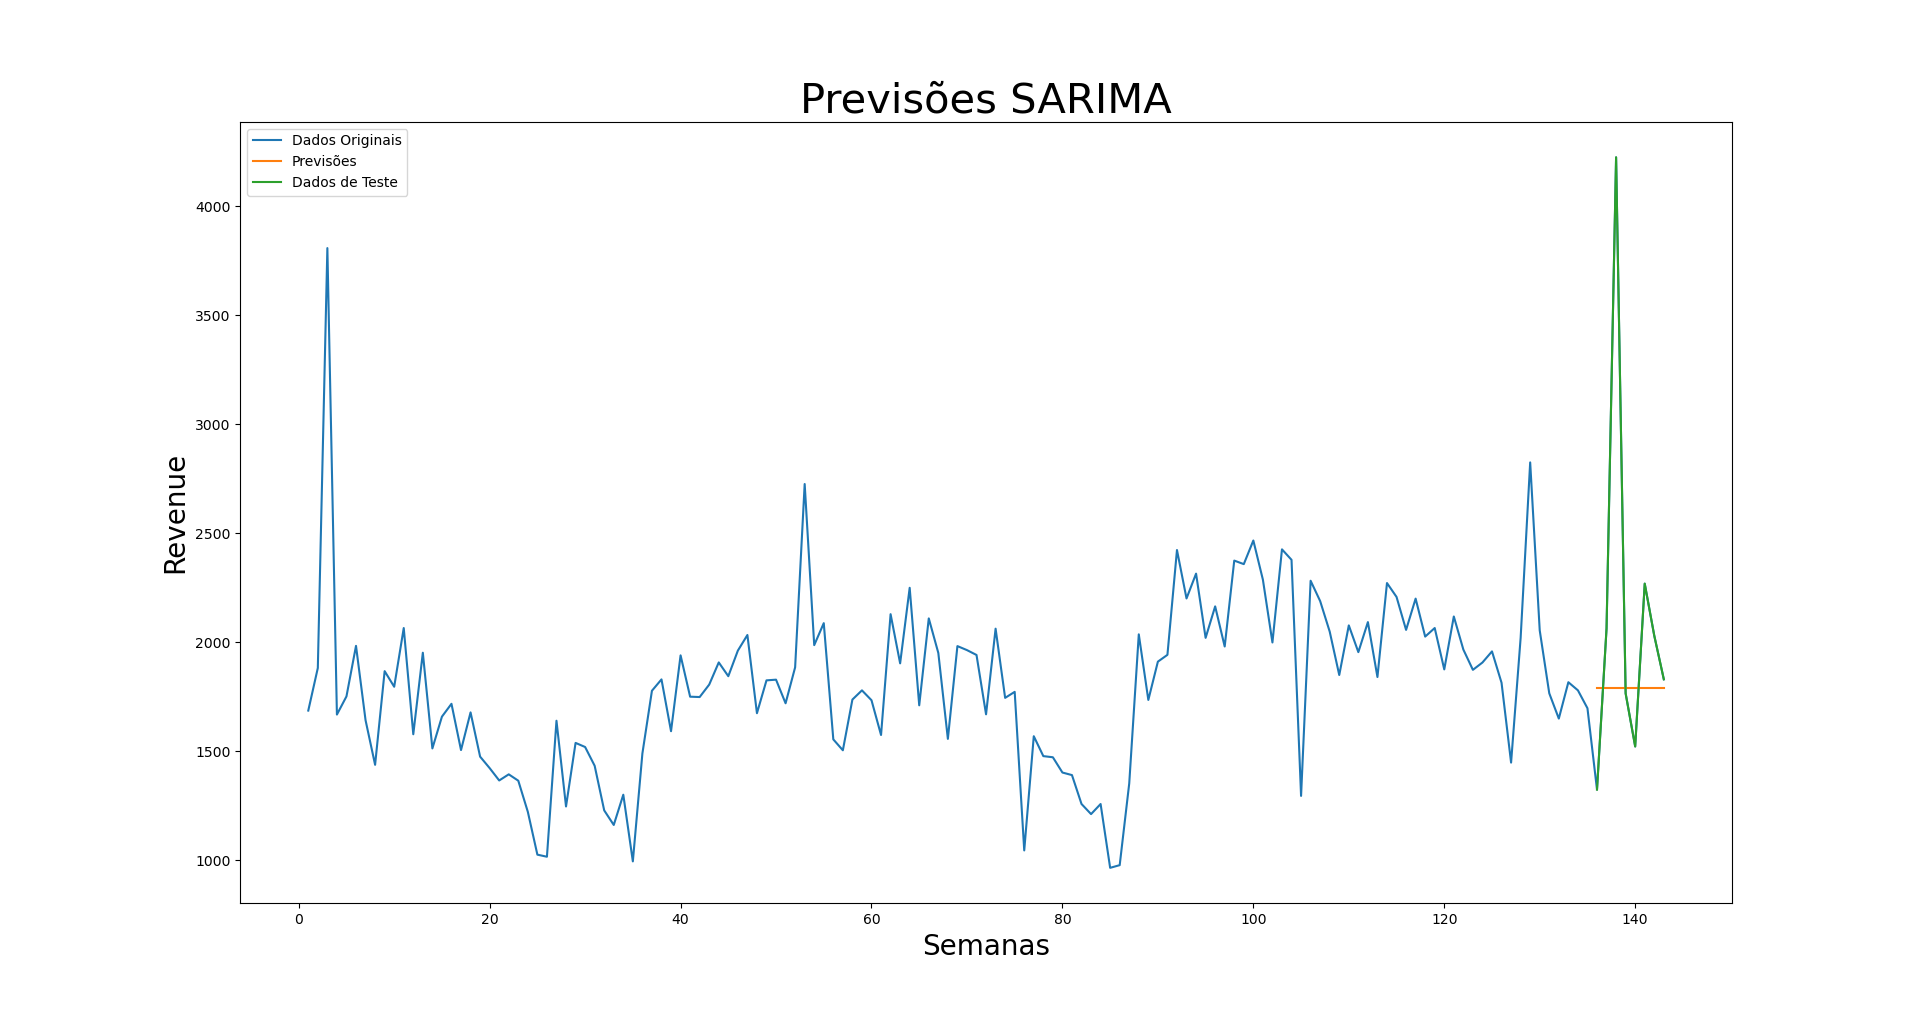 Previsões SARIMA
Dados Originais
Previsões
Dados de Teste
Revenue
4000
3500
3000
2500
2000
1500
1000
0 20 40 60 80 100 120 140
Semanas